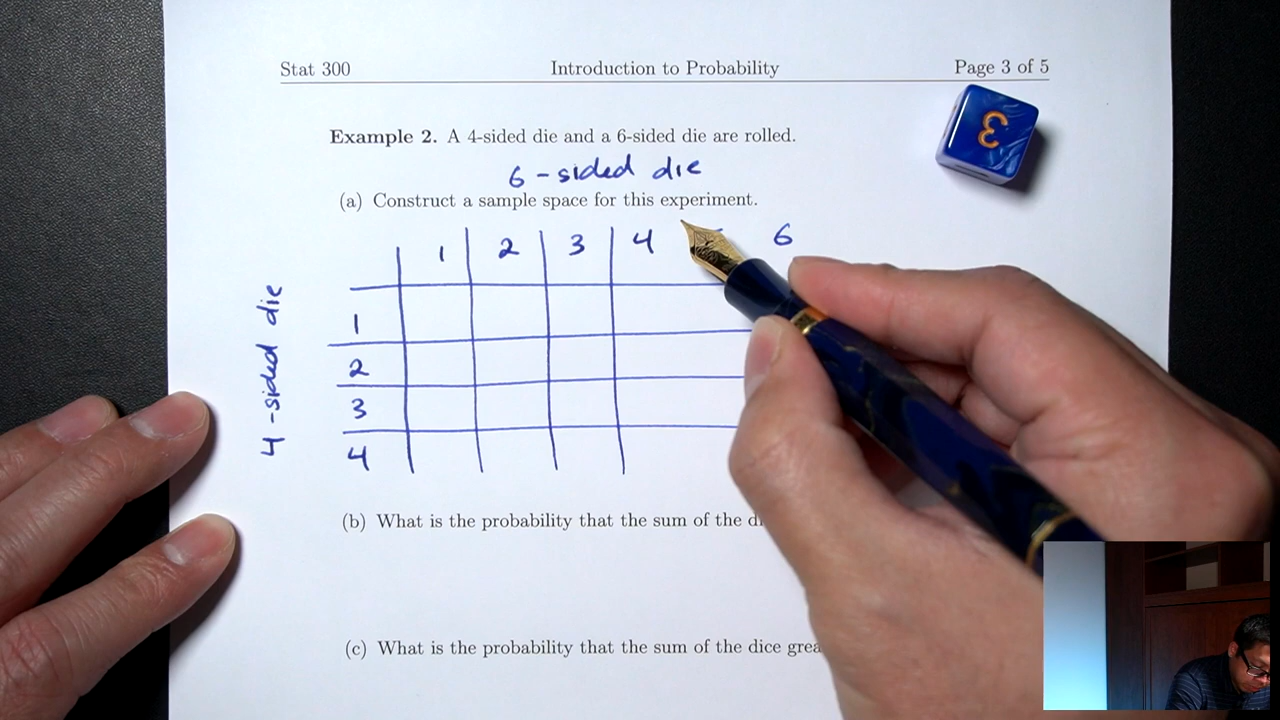 Stat 300 Introduction to Probability Page 3 of 5
3
Example 2. A 4-sided die and a 6-sided die are rolled.
6-sided die
(a) Construct a sample space for this experiment.
1 2 3 4 6
4-sided die
1
2
3
4
(b) What is the probability that the sum of the
(c) What is the probability that the sum of the dice